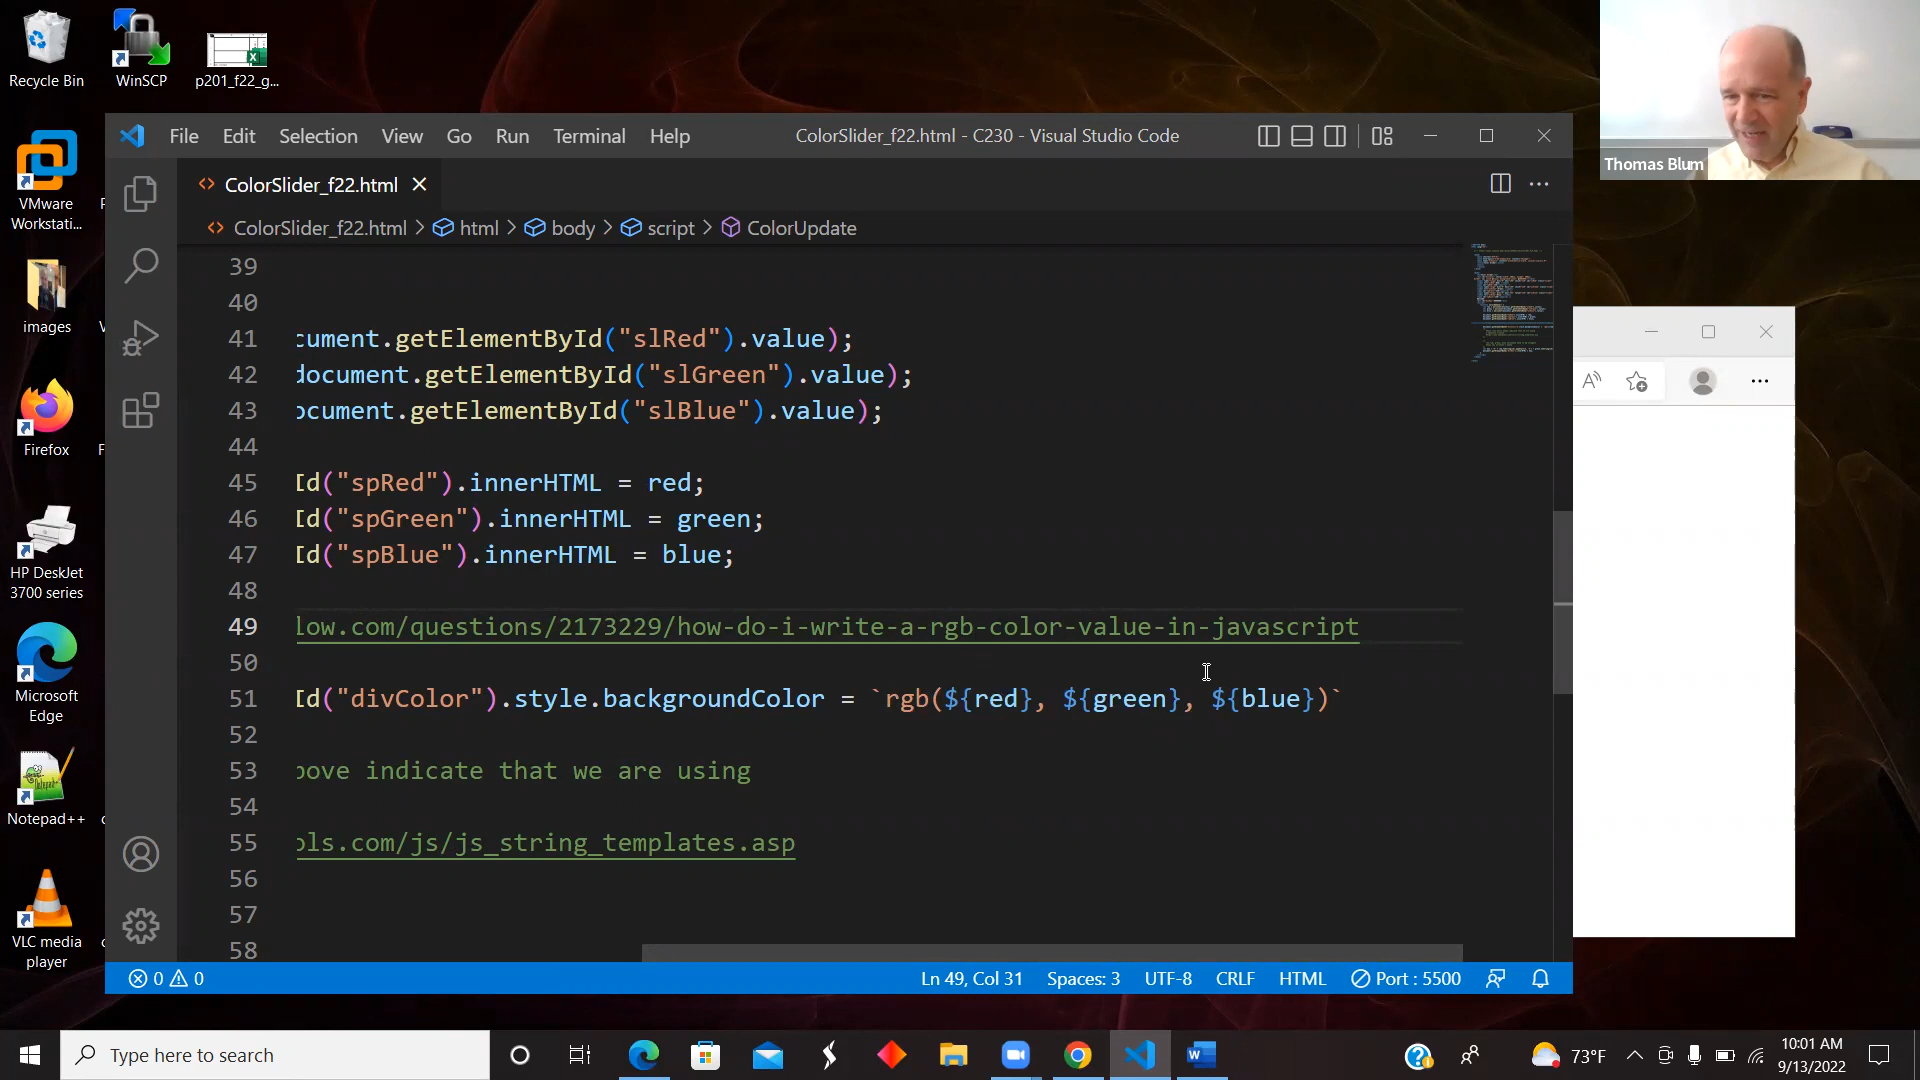 Recycle Bin
WinSCP
p201_f22_g...
VMware
Workstati...
images
Firefox
HP DeskJet
3700 series
Microsoft
Edge
Notepad++
VLC media
player
File Edit Selection View Go Run Terminal Help
ColorSlider_f22.html - C230 - Visual Studio Code
Thomas Blum
ColorSlider_f22.html
ColorSlider_f22.html > html > body > script > ColorUpdate
39
40
41 cument.getElementById("slRed").value);
42 document.getElementById("slGreen").value);
43 ocument.getElementById("slBlue").value);
44
45 Id("spRed").innerHTML = red;
46 Id("spGreen").innerHTML = green;
47 Id("spBlue").innerHTML = blue;
48
49 low.com/questions/2173229/how-do-i-write-a-rgb-color-value-in-javascript
50
51 Id("divColor").style.backgroundColor = `rgb(${red}, ${green}, ${blue})`
52
53 bove indicate that we are using
54
55 ols.com/js/js_string_templates.asp
56
57
58
0 0
Ln 49, Col 31 Spaces: 3 UTF-8 CRLF HTML Port : 5500
Type here to search
73°F
10:01 AM
9/13/2022